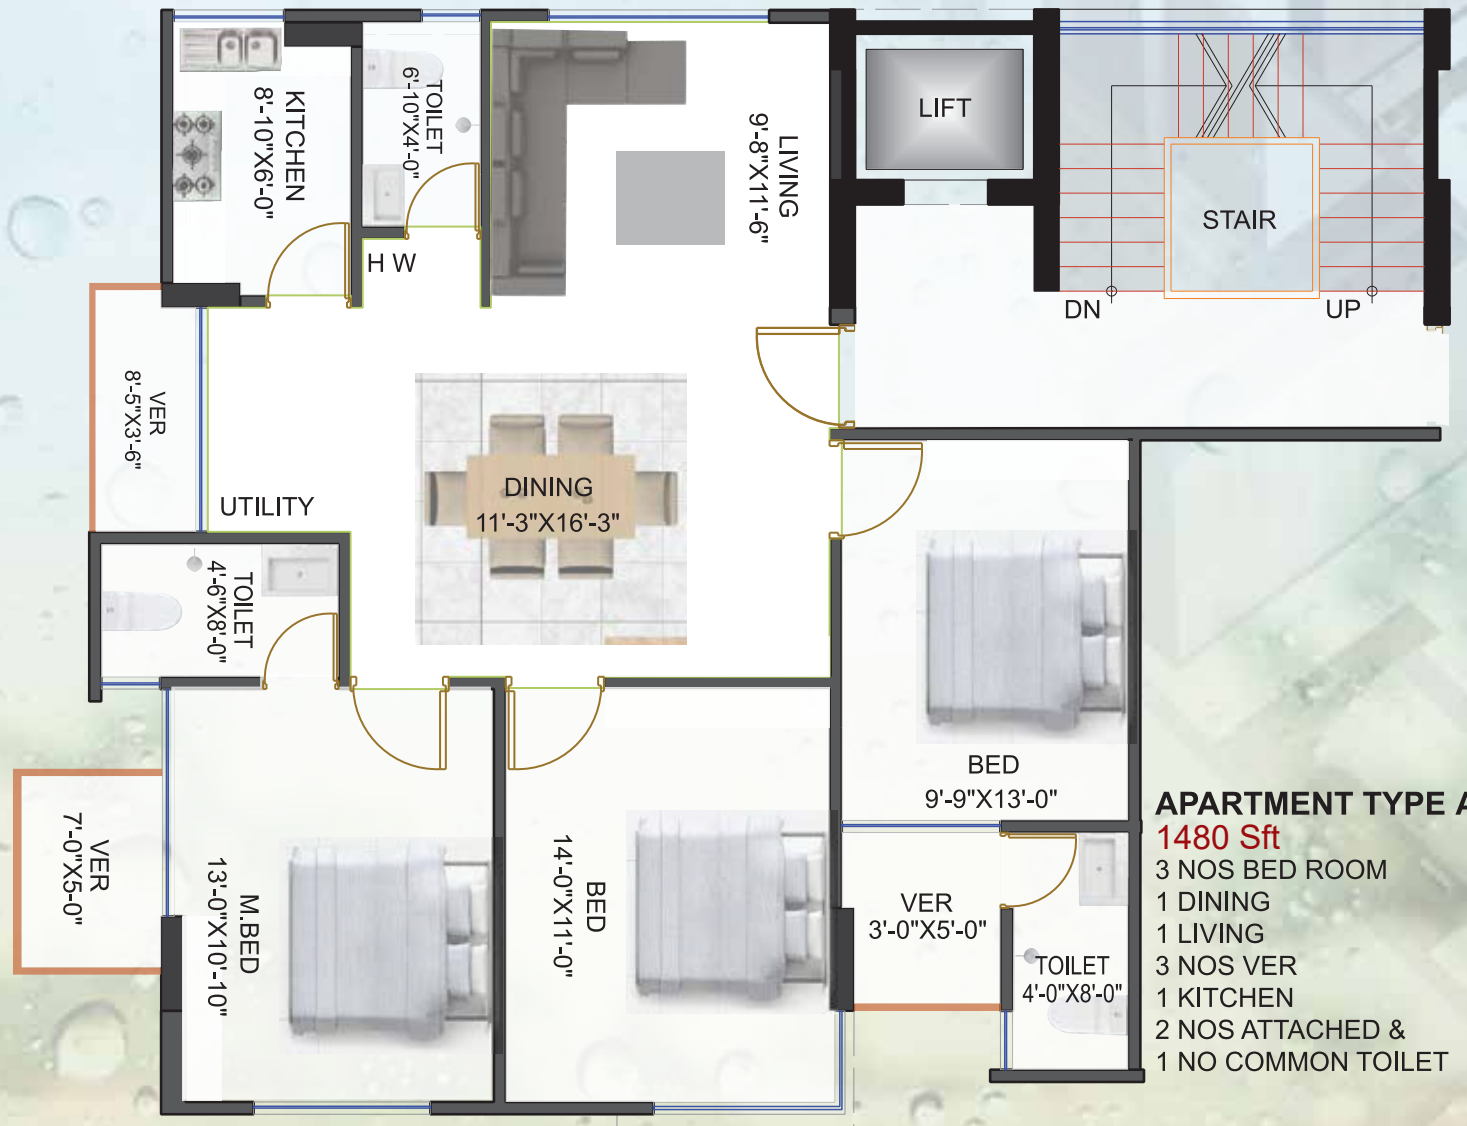 KITCHEN
8'-10"X6'-0"
TOILET
6'-10"X4'-0"
H W
LIVING
9'-8"X11'-6"
LIFT
STAIR
DN
UP
VER
8'-5"X3'-6"
UTILITY
DINING
11'-3"X16'-3"
TOILET
4'-6"X8'-0"
BED
9'-9"X13'-0"
VER
7'-0"X5-0"
M.BED
13'-0"X10'-10"
BED
14'-0"X11'-0"
VER
3'-0"X5'-0"
TOILET
4'-0"X8'-0"
APARTMENT TYPE A
1480 Sft
3 NOS BED ROOM
1 DINING
1 LIVING
3 NOS VER
1 KITCHEN
2 NOS ATTACHED &
1 NO COMMON TOILET